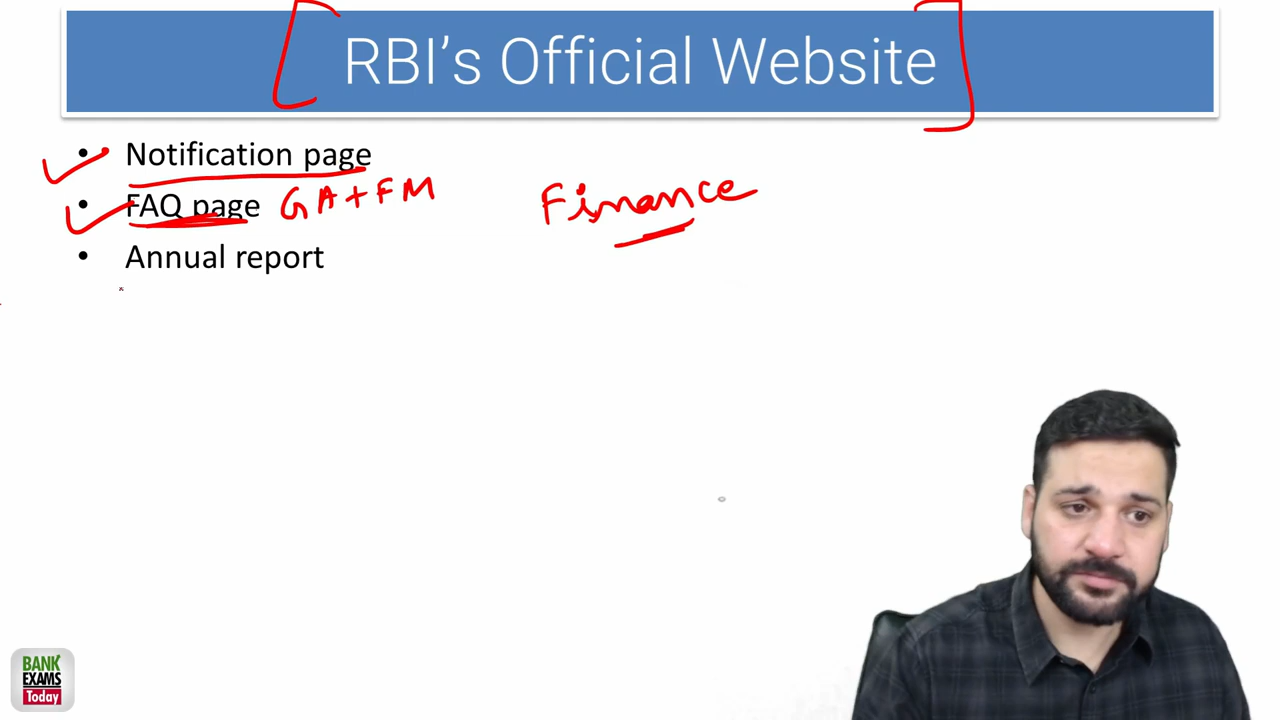 RBI’s Official Website
• Notification page
• FAQ page GA+FM Finance
• Annual report
BANK
EXAMS
Today